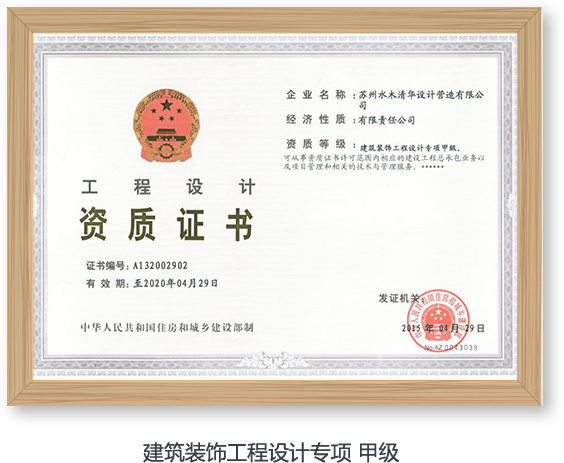 工程设计
资质证书
证书编号: A132002902
有 效 期: 至2020年04月29日
中华人民共和国住房和城乡建设部制
企业名称:苏州水木清华设计营造有限公
司
经济性质:有限责任公司
资质等级:建筑装饰工程设计专项甲级。
可从事资质证书许可范围内相应的建设工程总承包业务以
及项目管理和相关的技术与管理服务。******
发证机关:
中华人民共和国住房和城乡建设部
2015 年 04 月 29 日
No.AZ 0043039
建筑装饰工程设计专项 甲级